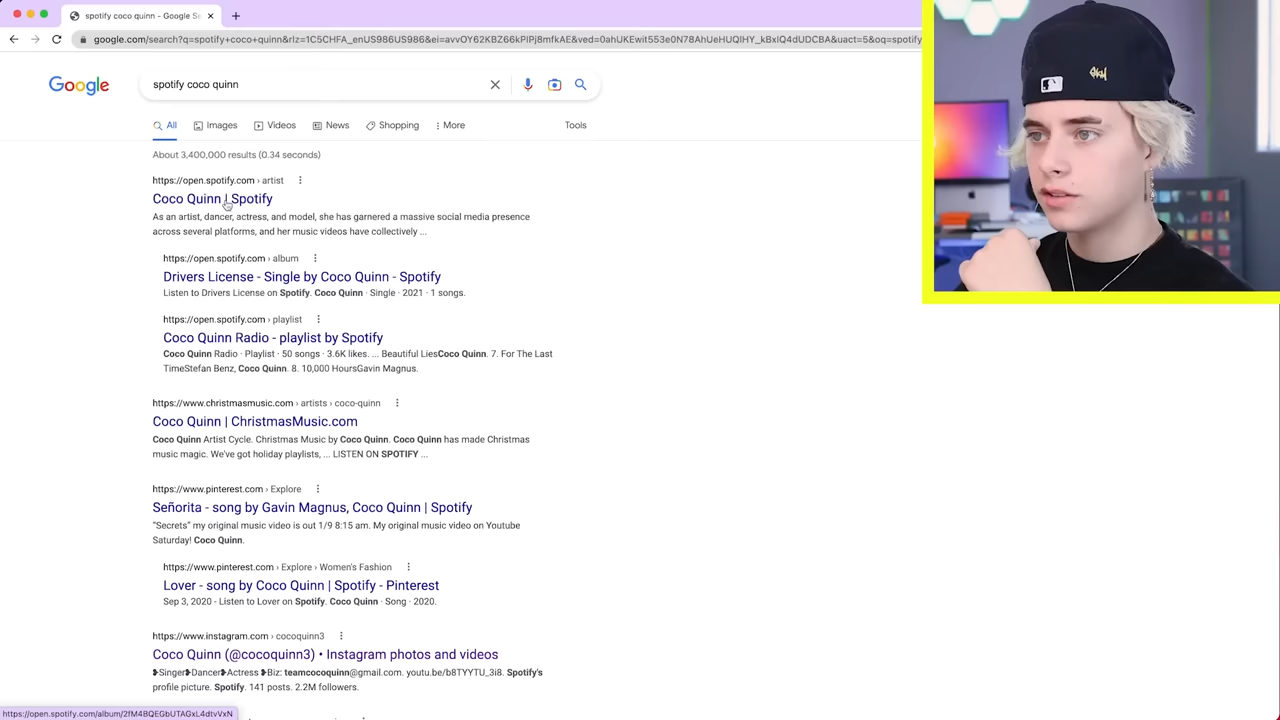 spotify coco quinn - Google Se
google.com/search?q=spotify+coco+quinn&rlz=1C5CHFA_enUS986US986&ei=avvOY62KBZ66kPIPj8mfkAE&ved=0ahUKEwit553e0N78AhUeHUQIHY_kBxIQ4dUDCBA&uact=5&oq=spotify
Google
spotify coco quinn
All Images Videos News Shopping More Tools
About 3,400,000 results (0.34 seconds)
https://open.spotify.com › artist
Coco Quinn | Spotify
As an artist, dancer, actress, and model, she has garnered a massive social media presence
across several platforms, and her music videos have collectively ...
https://open.spotify.com › album
Drivers License - Single by Coco Quinn - Spotify
Listen to Drivers License on Spotify. Coco Quinn · Single · 2021 · 1 songs.
https://open.spotify.com › playlist
Coco Quinn Radio - playlist by Spotify
Coco Quinn Radio · Playlist · 50 songs · 3.6K likes. ... Beautiful LiesCoco Quinn. 7. For The Last
TimeStefan Benz, Coco Quinn. 8. 10,000 HoursGavin Magnus.
https://www.christmasmusic.com › artists › coco-quinn
Coco Quinn | ChristmasMusic.com
Coco Quinn Artist Cycle. Christmas Music by Coco Quinn. Coco Quinn has made Christmas
music magic. We've got holiday playlists, ... LISTEN ON SPOTIFY ...
https://www.pinterest.com › Explore
Señorita - song by Gavin Magnus, Coco Quinn | Spotify
“Secrets” my original music video is out 1/9 8:15 am. My original music video on Youtube
Saturday! Coco Quinn.
https://www.pinterest.com › Explore › Women's Fashion
Lover - song by Coco Quinn | Spotify - Pinterest
Sep 3, 2020 - Listen to Lover on Spotify. Coco Quinn · Song · 2020.
https://www.instagram.com › cocoquinn3
Coco Quinn (@cocoquinn3) • Instagram photos and videos
❥Singer❥Dancer❥Actress ❥Biz: teamcocoquinn@gmail.com. youtu.be/b8TYYTU_3i8. Spotify's
profile picture. Spotify. 141 posts. 2.2M followers.
https://open.spotify.com/album/2fM4BQEGbUTAGxL4dtvVxN